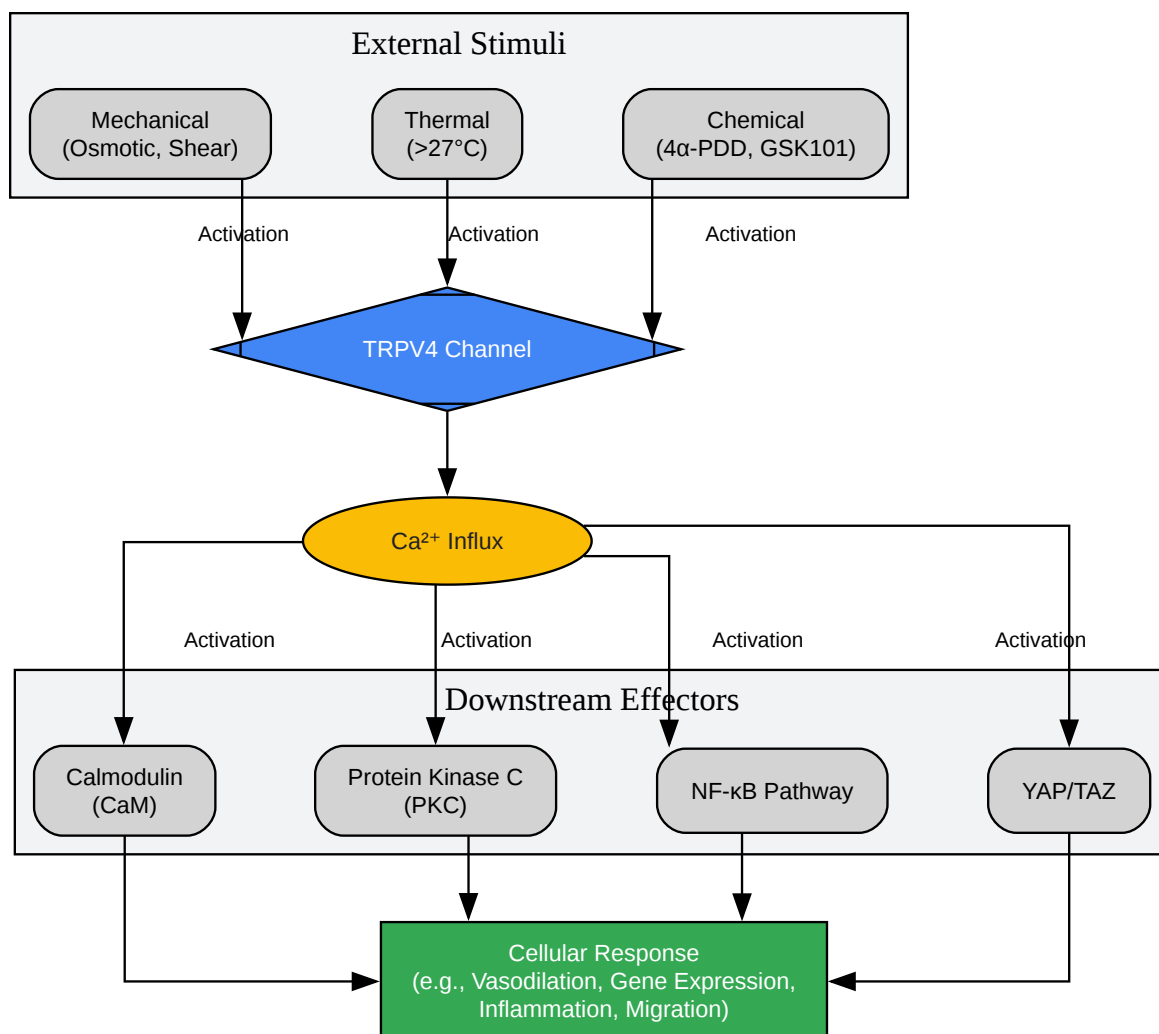 External Stimuli
Mechanical
(Osmotic, Shear)
Thermal
(>27°C)
Chemical
(4α-PDD, GSK101)
Activation
Activation
Activation
TRPV4 Channel
Ca²⁺ Influx
Activation
Activation
Activation
Activation
Downstream Effectors
Calmodulin
(CaM)
Protein Kinase C
(PKC)
NF-κB Pathway
YAP/TAZ
Cellular Response
(e.g., Vasodilation, Gene Expression,
Inflammation, Migration)